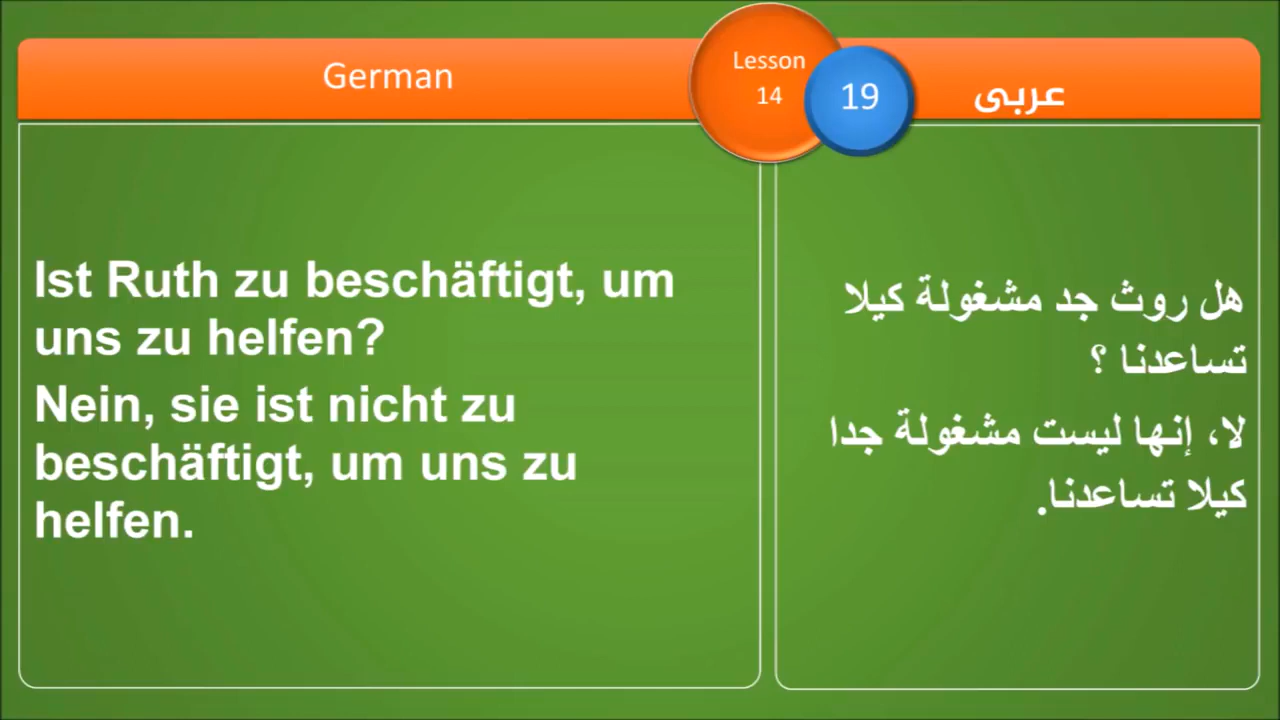 German
Lesson
14
19
عربى
Ist Ruth zu beschäftigt, um
uns zu helfen?
Nein, sie ist nicht zu
beschäftigt, um uns zu
helfen.
هل روث جد مشغولة كيلا
تساعدنا ؟
لا، إنها ليست مشغولة جدا
كيلا تساعدنا.